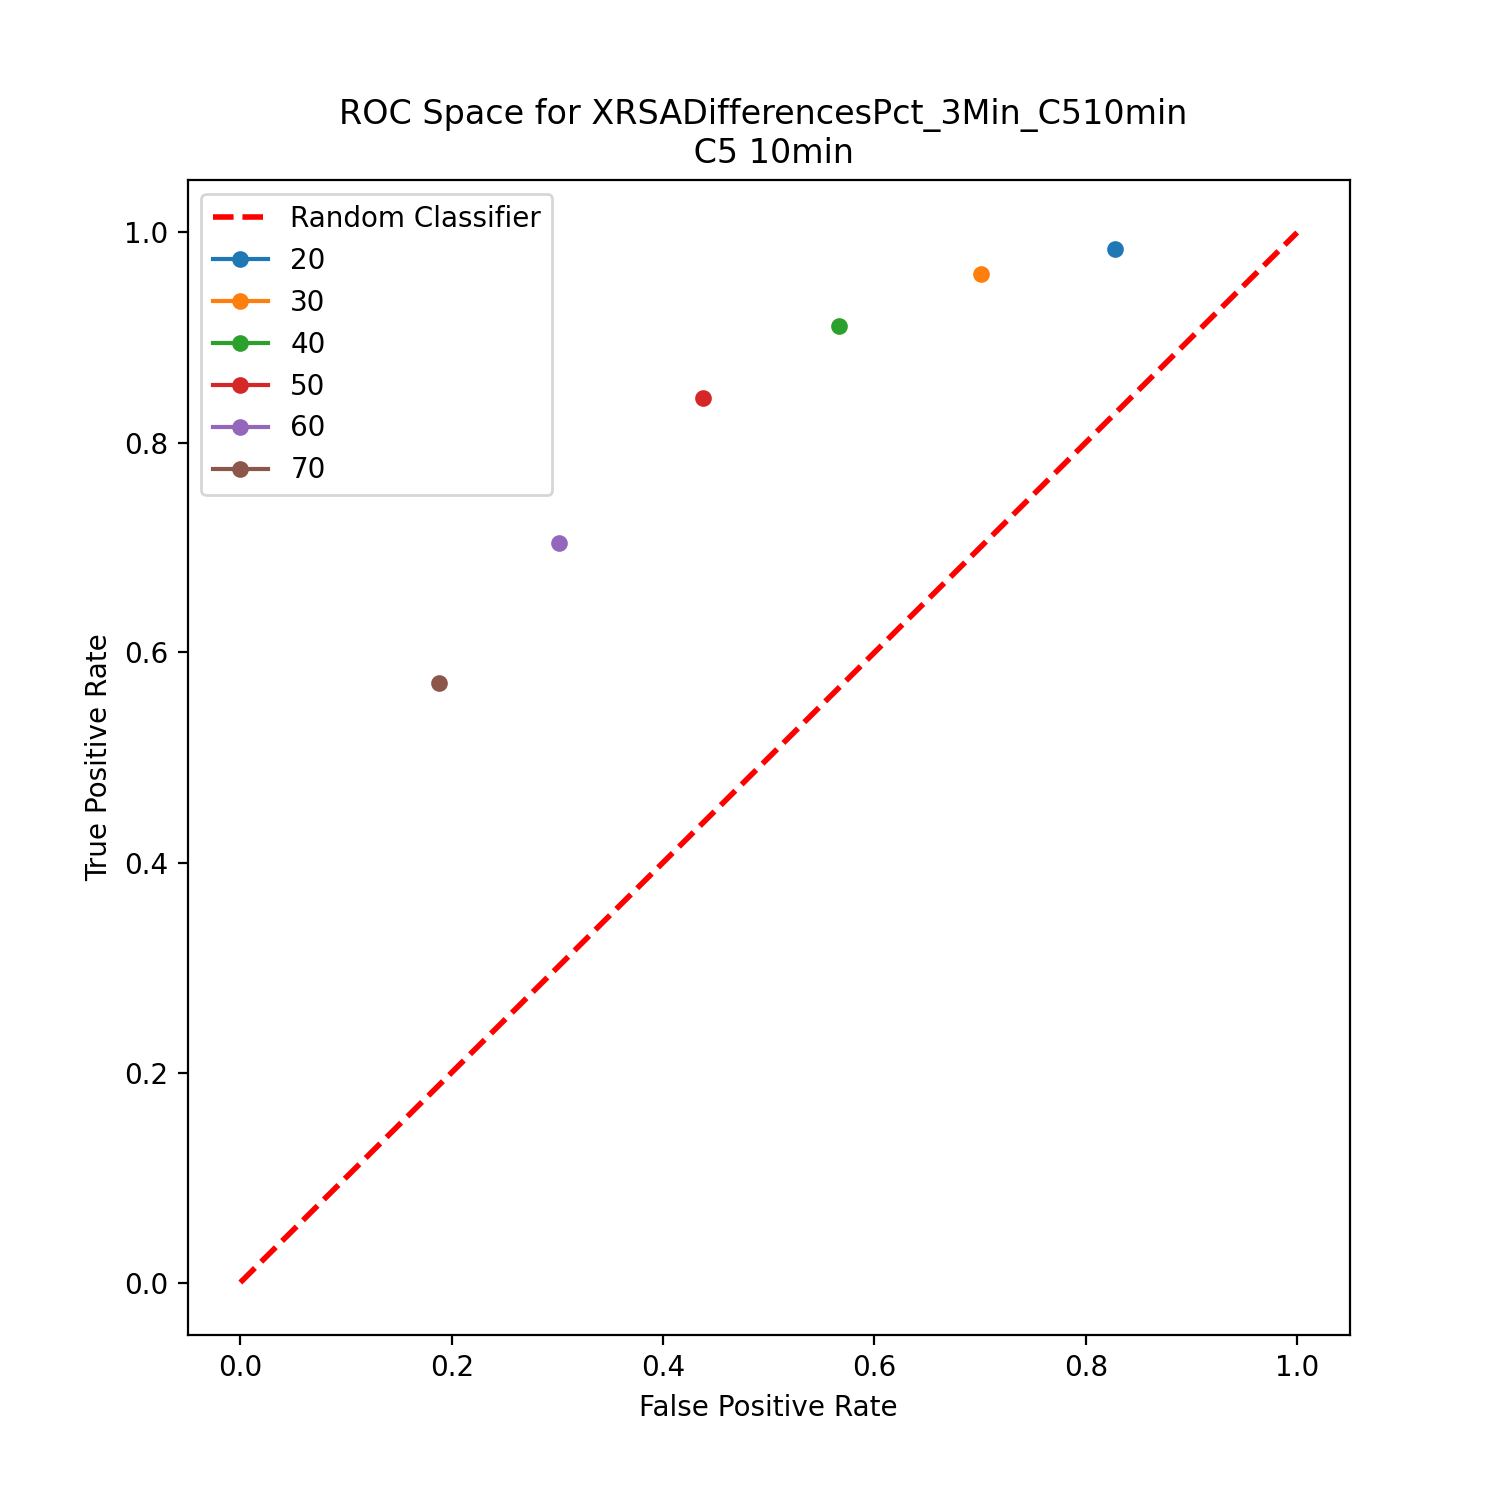 ROC Space for XRSADifferencesPct_3Min_C510min
C5 10min
Random Classifier
20
30
40
50
60
70
1.0
0.8
0.6
0.4
0.2
0.0
True Positive Rate
0.0 0.2 0.4 0.6 0.8 1.0
False Positive Rate